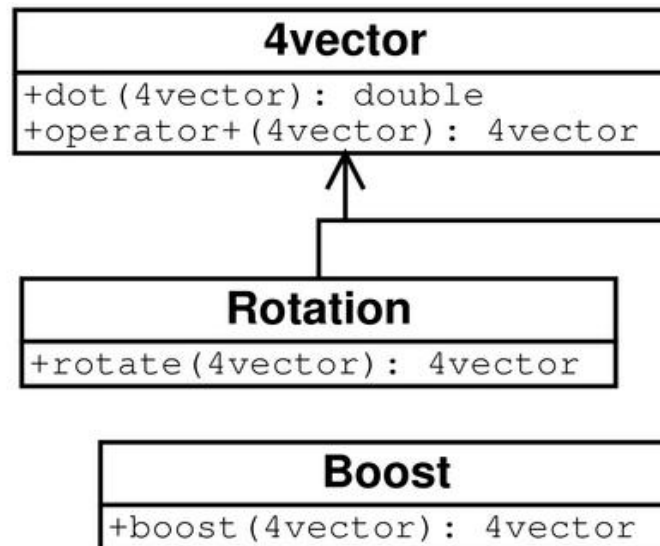 4vector
+dot(4vector): double
+operator+(4vector): 4vector
Rotation
+rotate(4vector): 4vector
Boost
+boost(4vector): 4vector